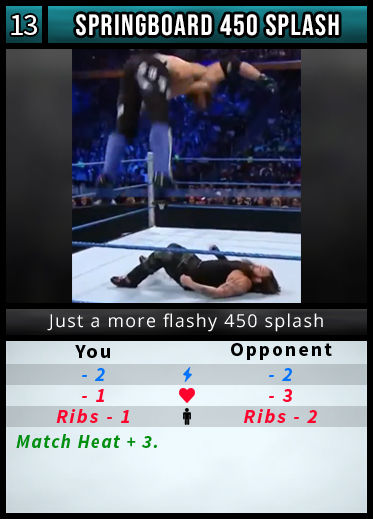 13 SPRINGBOARD 450 SPLASH
Just a more flashy 450 splash
You Opponent
- 2 - 2
- 1 - 3
Ribs - 1 Ribs - 2
Match Heat + 3.